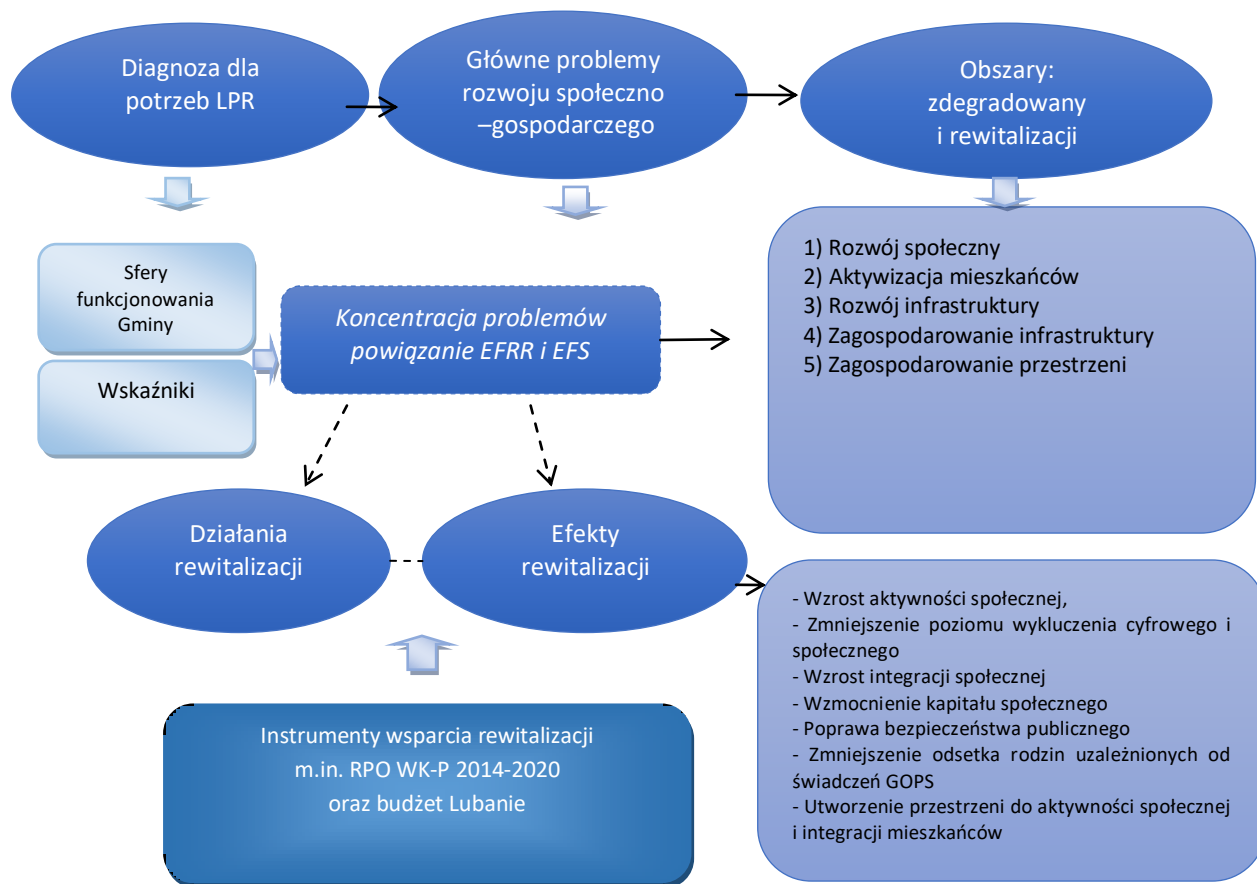 Diagnoza dla
potrzeb LPR
Główne problemy
rozwoju społeczno
–gospodarczego
Obszary:
zdegradowany
i rewitalizacji
Sfery
funkcjonowania
Gminy
Wskaźniki
Koncentracja problemów
powiązanie EFRR i EFS
1) Rozwój społeczny
2) Aktywizacja mieszkańców
3) Rozwój infrastruktury
4) Zagospodarowanie infrastruktury
5) Zagospodarowanie przestrzeni
Działania
rewitalizacji
Efekty
rewitalizacji
- Wzrost aktywności społecznej,
- Zmniejszenie poziomu wykluczenia cyfrowego i
społecznego
- Wzrost integracji społecznej
- Wzmocnienie kapitału społecznego
- Poprawa bezpieczeństwa publicznego
- Zmniejszenie odsetka rodzin uzależnionych od
świadczeń GOPS
- Utworzenie przestrzeni do aktywności społecznej
i integracji mieszkańców
Instrumenty wsparcia rewitalizacji
m.in. RPO WK-P 2014-2020
oraz budżet Lubanie